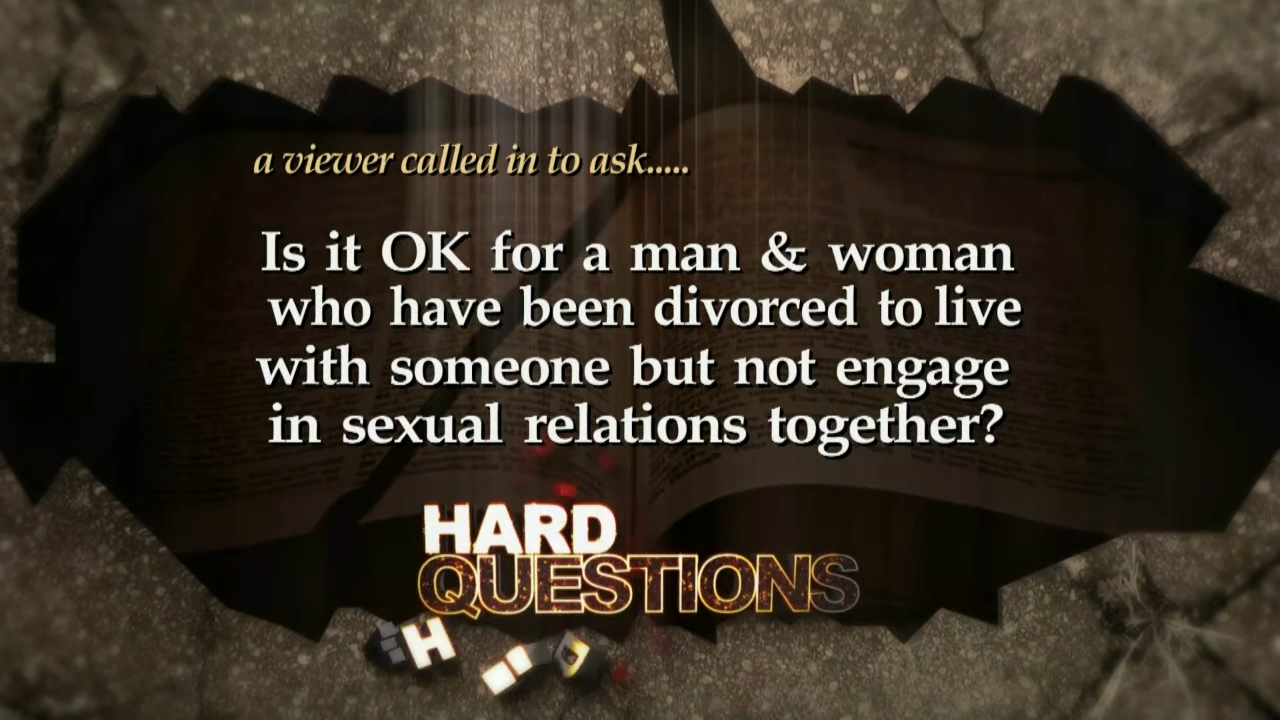 a viewer called in to ask.....
Is it OK for a man & woman
who have been divorced to live
with someone but not engage
in sexual relations together?
HARD
QUESTIONS
H